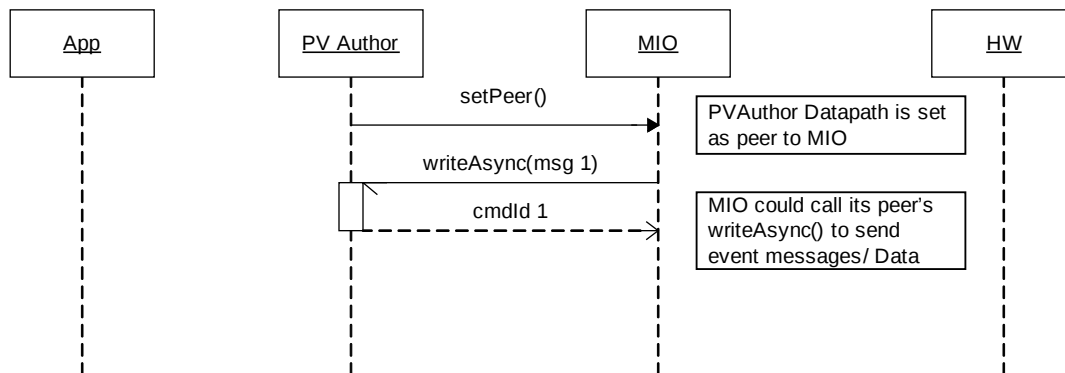 App
PV Author
MIO
HW
setPeer()
PVAuthor Datapath is set
as peer to MIO
writeAsync(msg 1)
cmdId 1
MIO could call its peer's
writeAsync() to send
event messages/ Data